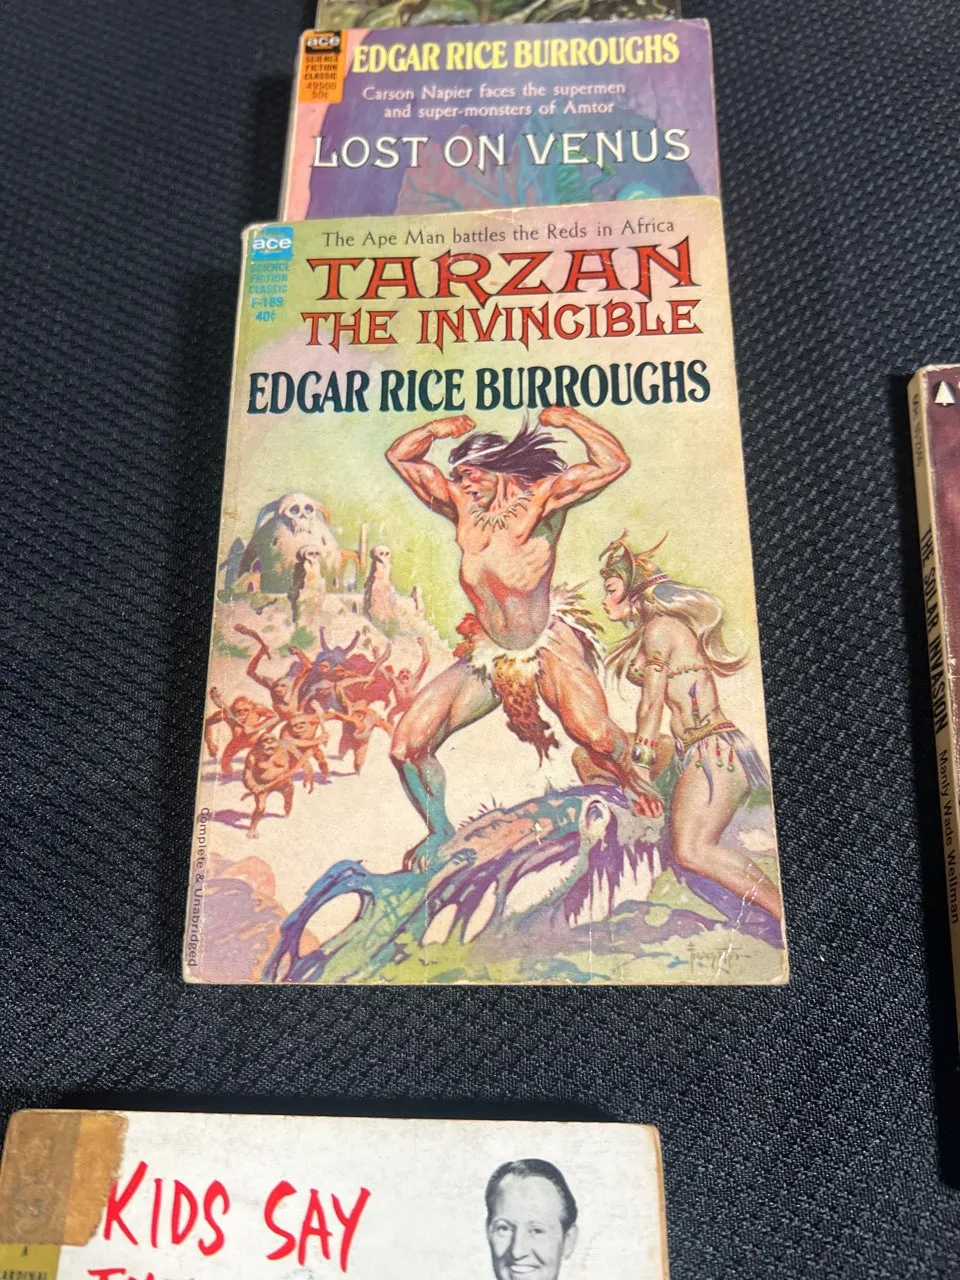 ace
SCIENCE
FICTION
CLASSIC
49500
50c
EDGAR RICE BURROUGHS
Carson Napier faces the supermen
and super-monsters of Amtor
LOST ON VENUS
ace
SCIENCE
FICTION
CLASSIC
F-189
40¢
The Ape Man battles the Reds in Africa
TARZAN
THE INVINCIBLE
EDGAR RICE BURROUGHS
Complete & Unabridged
THE SOLAR INVASION Manly Wade Wellman
KIDS SAY
A
CARDINAL